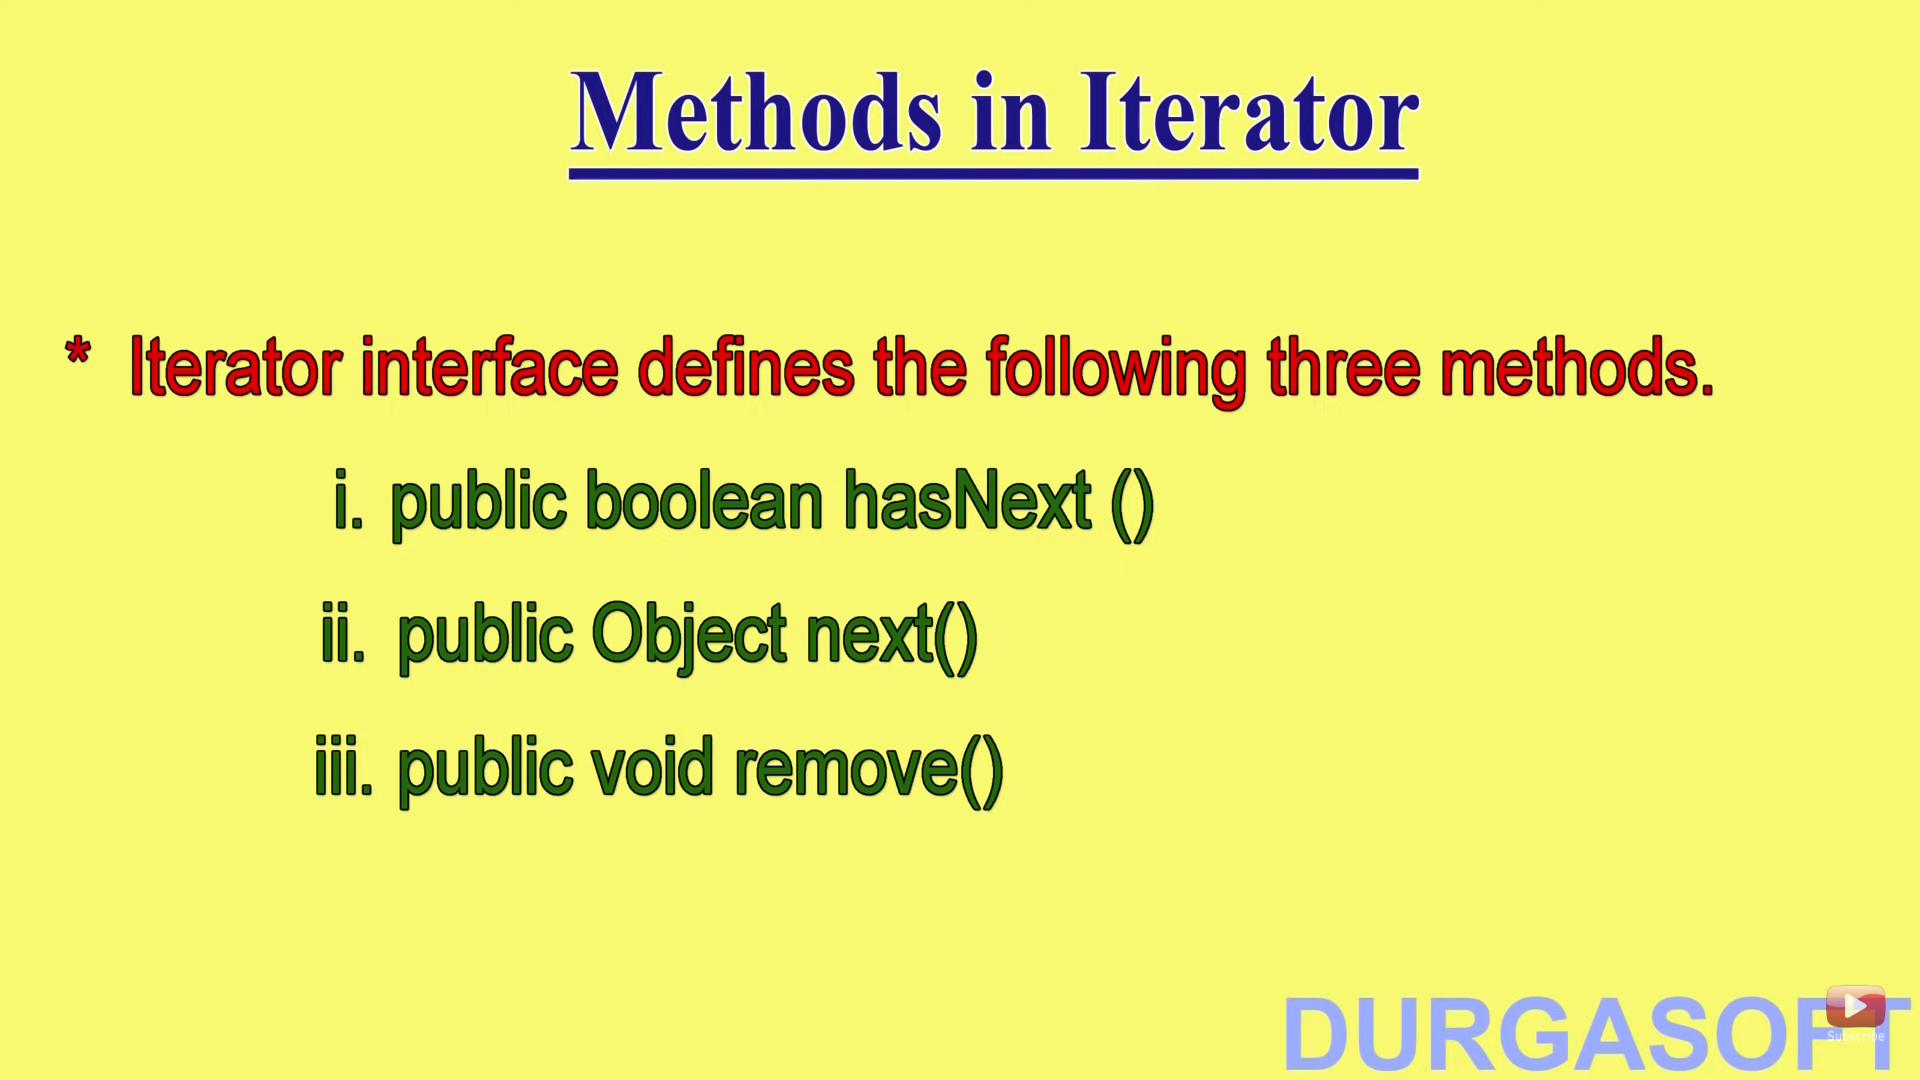 Methods in Iterator
* Iterator interface defines the following three methods.
i. public boolean hasNext ()
ii. public Object next()
iii. public void remove()
DURGASOFT
Subscribe